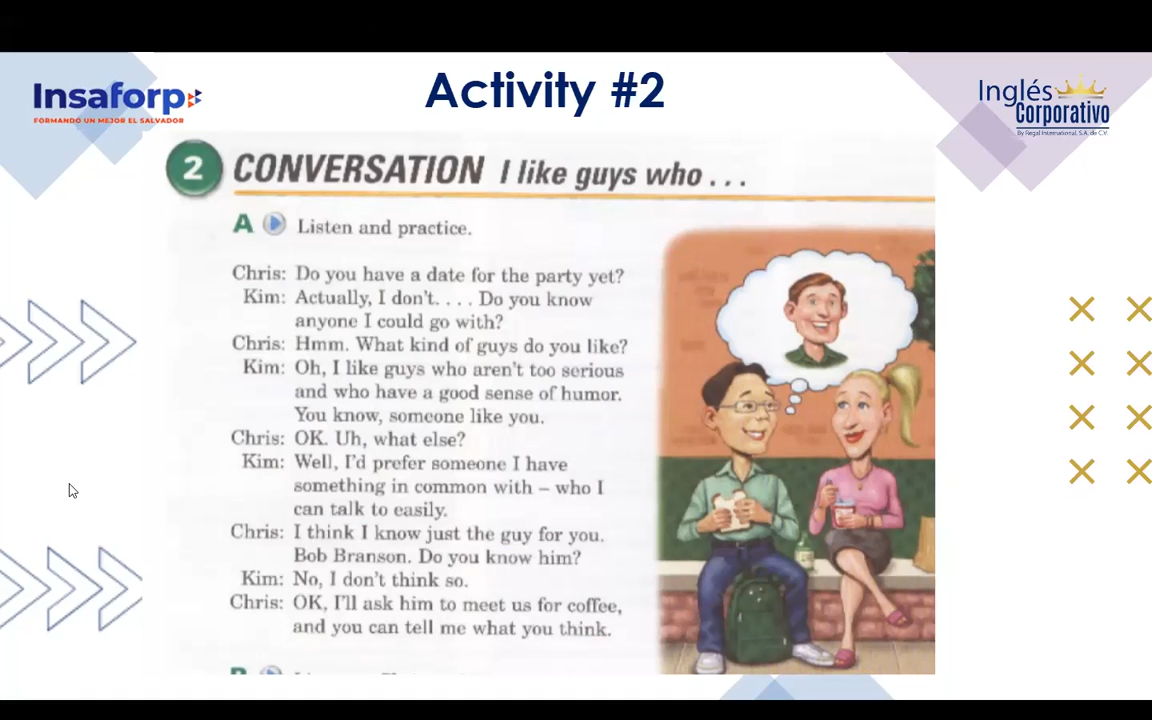 Activity #2
Insaforp
FORMANDO UN MEJOR EL SALVADOR
Inglés
Corporativo
By Regal International, S.A. de C.V.
2 CONVERSATION I like guys who . . .
A Listen and practice.
Chris: Do you have a date for the party yet?
Kim: Actually, I don't. . . . Do you know
anyone I could go with?
Chris: Hmm. What kind of guys do you like?
Kim: Oh, I like guys who aren't too serious
and who have a good sense of humor.
You know, someone like you.
Chris: OK. Uh, what else?
Kim: Well, I'd prefer someone I have
something in common with – who I
can talk to easily.
Chris: I think I know just the guy for you.
Bob Branson. Do you know him?
Kim: No, I don't think so.
Chris: OK, I'll ask him to meet us for coffee,
and you can tell me what you think.